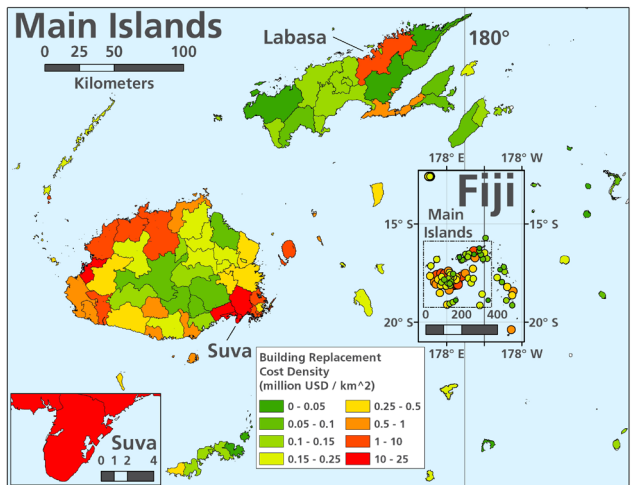 Main Islands
0 25 50 100
Kilometers
Labasa
180°
178° E 178° W
Fiji
Main
Islands
15° S
0 200 400
20° S
178° E 178° W
Suva
Building Replacement
Cost Density
(million USD / km^2)
0 - 0.05 0.25 - 0.5
0.05 - 0.1 0.5 - 1
0.1 - 0.15 1 - 10
0.15 - 0.25 10 - 25
Suva
0 1 2 4